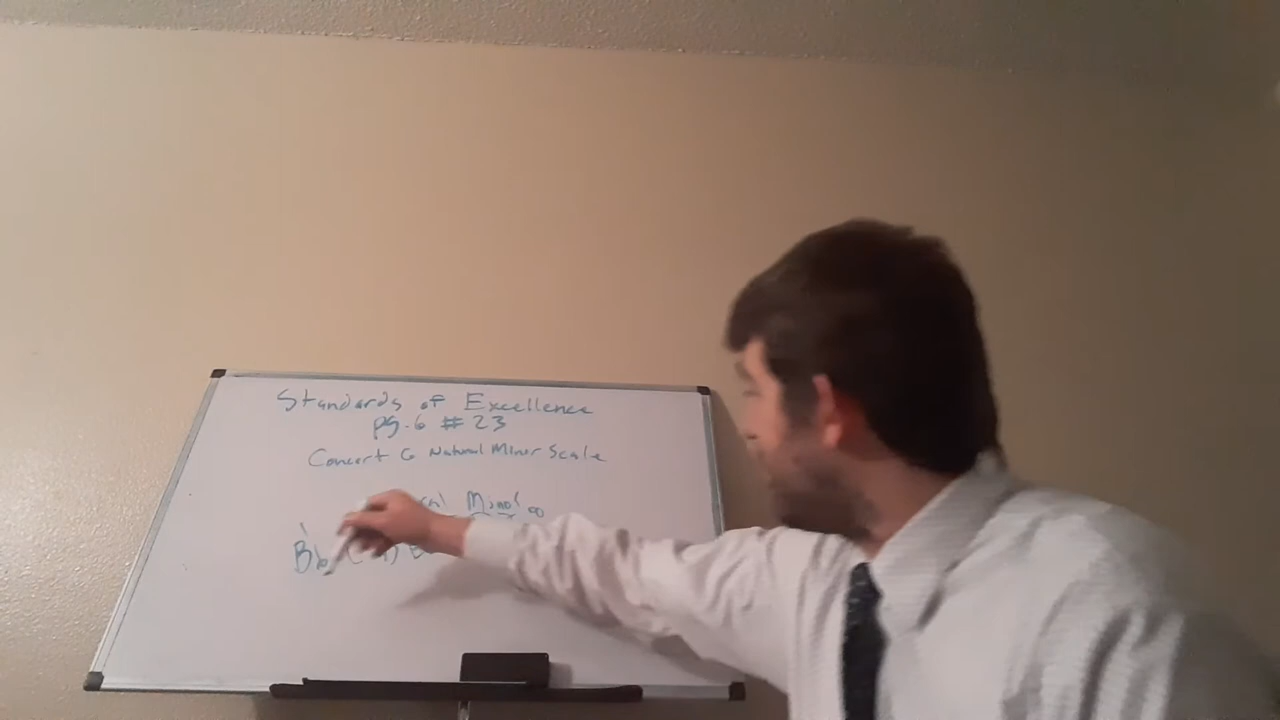 Standards of Excellence
pg. 6 # 23
Concert G Natural Minor Scale
Minor
Bb